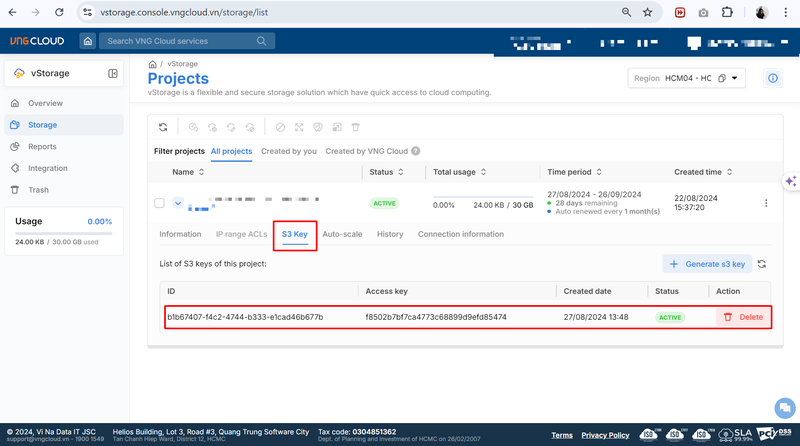 vstorage.console.vngcloud.vn/storage/list
VNG CLOUD
Search VNG Cloud services
vStorage
Overview
Storage
Reports
Integration
Trash
Usage
0.00%
24.00 KB / 30.00 GB used
/ vStorage
Projects
vStorage is a flexible and secure storage solution which have quick access to cloud computing.
Region HCM04 - HC
Filter projects All projects Created by you Created by VNG Cloud
Name Status Total usage Time period Created time
ACTIVE
0.00% 24.00 KB / 30 GB
27/08/2024 - 26/09/2024
28 days remaining
Auto renewed every 1 month(s)
22/08/2024
15:37:20
Information IP range ACLs S3 Key Auto-scale History Connection information
List of S3 keys of this project:
Generate s3 key
ID Access key Created date Status Action
b1b67407-f4c2-4744-b333-e1cad46b677b f8502b7bf7ca4773c68899d9efd85474 27/08/2024 13:48 ACTIVE Delete
© 2024, Vi Na Data IT JSC
support@vngcloud.vn - 1900 1549
Helios Building, Lot 3, Road #3, Quang Trung Software City
Tan Chanh Hiep Ward, District 12, HCMC
Tax code: 0304851362
Dept. of Planning and Investment of HCMC on 26/02/2007
Terms
Privacy Policy
ISO
ISO
ISO
ISO
SLA
99.99%
PCI DSS